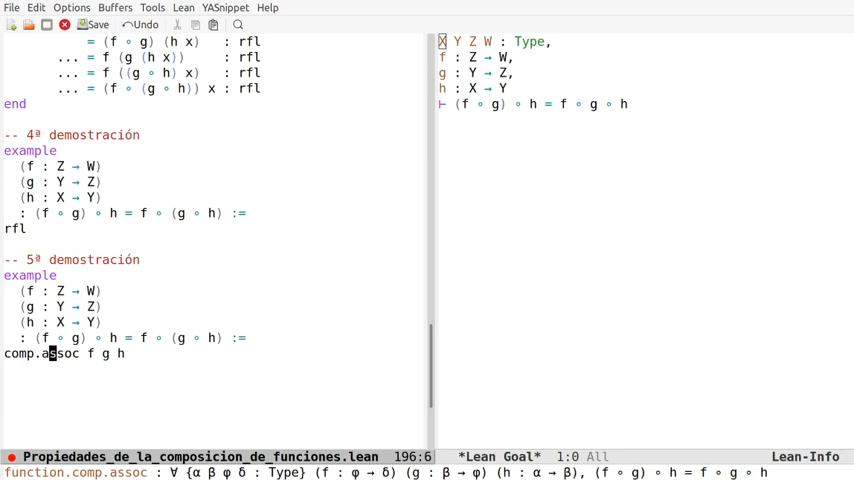 File Edit Options Buffers Tools Lean YASnippet Help
Save Undo
= (f ∘ g) (h x) : rfl
... = f (g (h x)) : rfl
... = f ((g ∘ h) x) : rfl
... = (f ∘ (g ∘ h)) x : rfl
end
-- 4ª demostración
example
(f : Z → W)
(g : Y → Z)
(h : X → Y)
: (f ∘ g) ∘ h = f ∘ (g ∘ h) :=
rfl
-- 5ª demostración
example
(f : Z → W)
(g : Y → Z)
(h : X → Y)
: (f ∘ g) ∘ h = f ∘ (g ∘ h) :=
comp.assoc f g h
Propiedades_de_la_composicion_de_funciones.lean 196:6
X Y Z W : Type,
f : Z → W,
g : Y → Z,
h : X → Y
⊢ (f ∘ g) ∘ h = f ∘ g ∘ h
*Lean Goal* 1:0 All Lean-Info
function.comp.assoc : ∀ {α β φ δ : Type} (f : φ → δ) (g : β → φ) (h : α → β), (f ∘ g) ∘ h = f ∘ g ∘ h